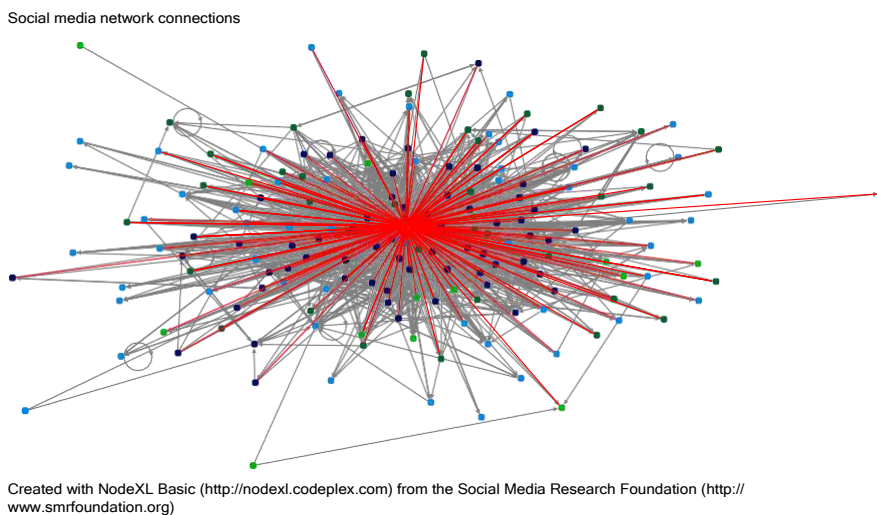 Social media network connections
Created with NodeXL Basic (http://nodexl.codeplex.com) from the Social Media Research Foundation (http://
www.smrfoundation.org)